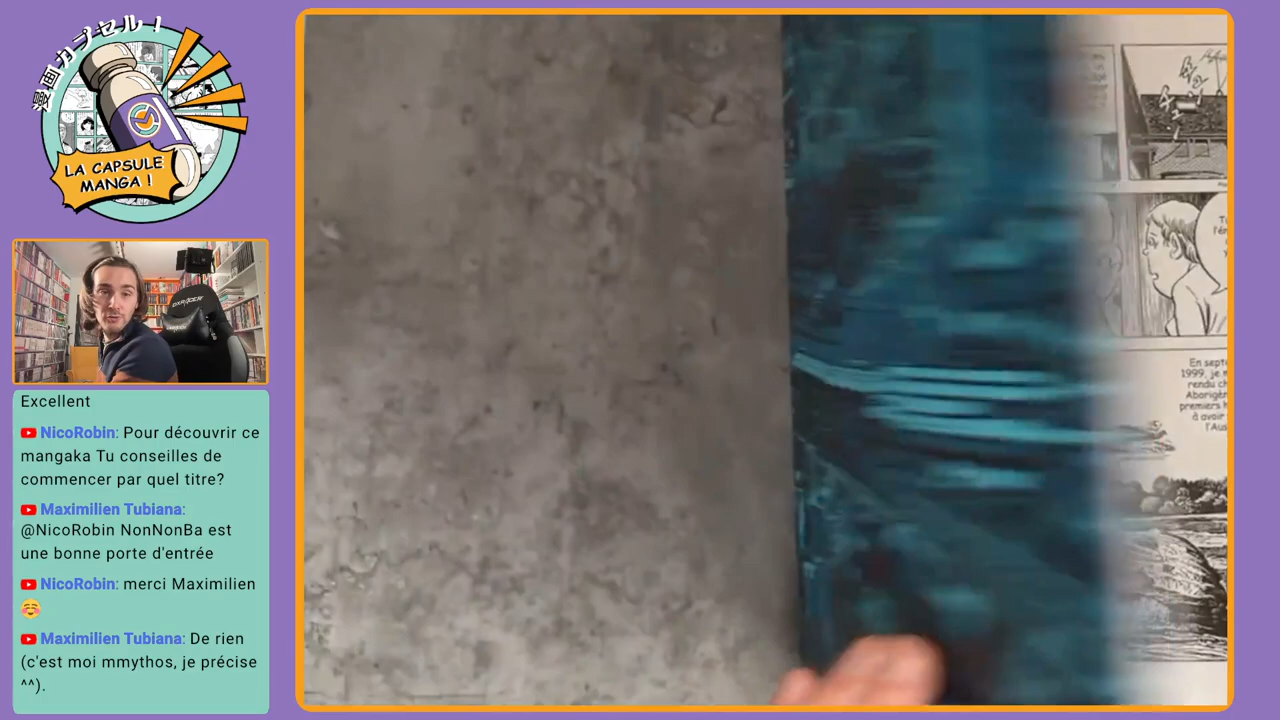 漫画カプセル!
LA CAPSULE
MANGA !
DXRACER
Excellent
NicoRobin: Pour découvrir ce
mangaka Tu conseilles de
commencer par quel titre?
Maximilien Tubiana:
@NicoRobin NonNonBa est
une bonne porte d'entrée
NicoRobin: merci Maximilien
☺️
Maximilien Tubiana: De rien
(c'est moi mmythos, je précise
^^).
En sept
1999, je
rendu ch
Aborigè
premiers h
à avoir
l'Aus